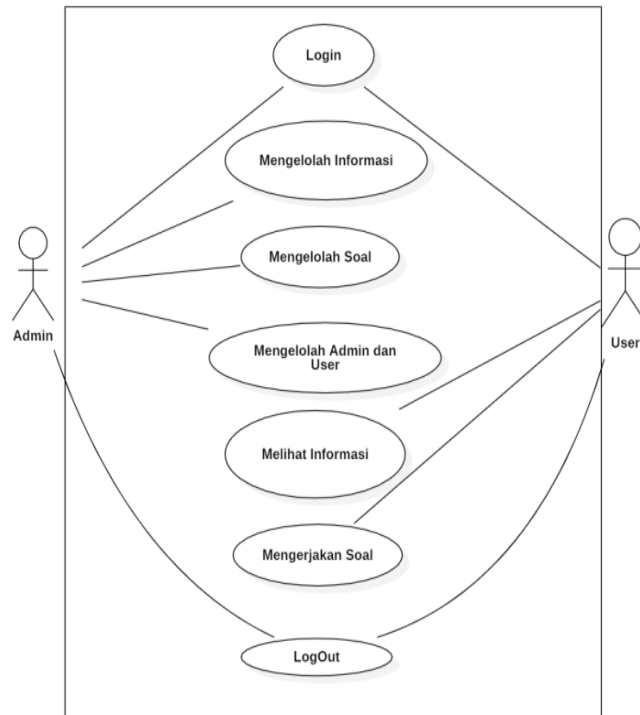 Login
Mengelolah Informasi
Mengelolah Soal
Admin
User
Mengelolah Admin dan
User
Melihat Informasi
Mengerjakan Soal
LogOut